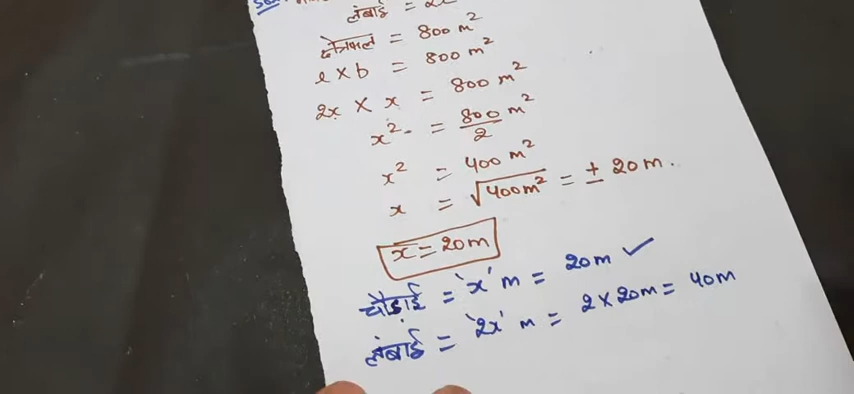 लंबाई =
क्षेत्रफल = 800 m²
l × b = 800 m²
2x × x = 800 m²
x² = 800/2 m²
x² = 400 m²
x = √400m² = ± 20m.
x = 20m
चौड़ाई = 'x' m = 20m ✓
लंबाई = '2x' m = 2 × 20m = 40m